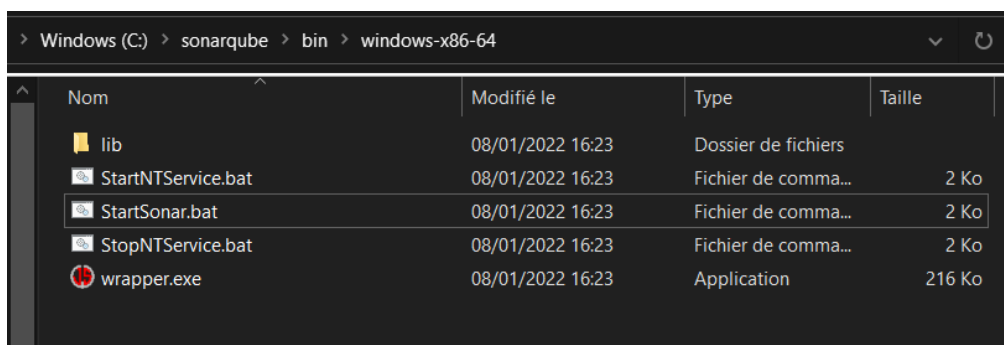 > Windows (C:) > sonarqube > bin > windows-x86-64
Nom Modifié le Type Taille
lib 08/01/2022 16:23 Dossier de fichiers
StartNTService.bat 08/01/2022 16:23 Fichier de comma... 2 Ko
StartSonar.bat 08/01/2022 16:23 Fichier de comma... 2 Ko
StopNTService.bat 08/01/2022 16:23 Fichier de comma... 2 Ko
wrapper.exe 08/01/2022 16:23 Application 216 Ko